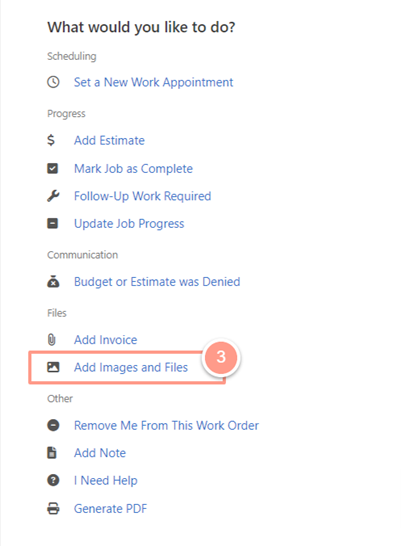 What would you like to do?
Scheduling
Set a New Work Appointment
Progress
Add Estimate
Mark Job as Complete
Follow-Up Work Required
Update Job Progress
Communication
Budget or Estimate was Denied
Files
Add Invoice
Add Images and Files
3
Other
Remove Me From This Work Order
Add Note
I Need Help
Generate PDF